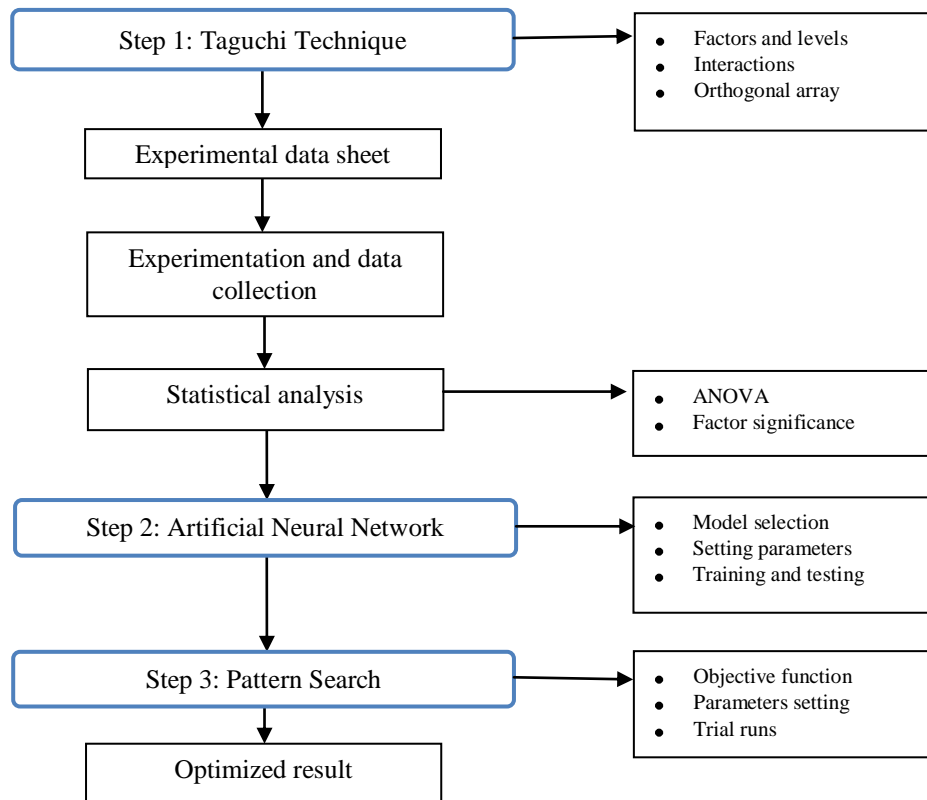 Step 1: Taguchi Technique
• Factors and levels
• Interactions
• Orthogonal array
Experimental data sheet
Experimentation and data
collection
Statistical analysis
• ANOVA
• Factor significance
Step 2: Artificial Neural Network
• Model selection
• Setting parameters
• Training and testing
Step 3: Pattern Search
• Objective function
• Parameters setting
• Trial runs
Optimized result